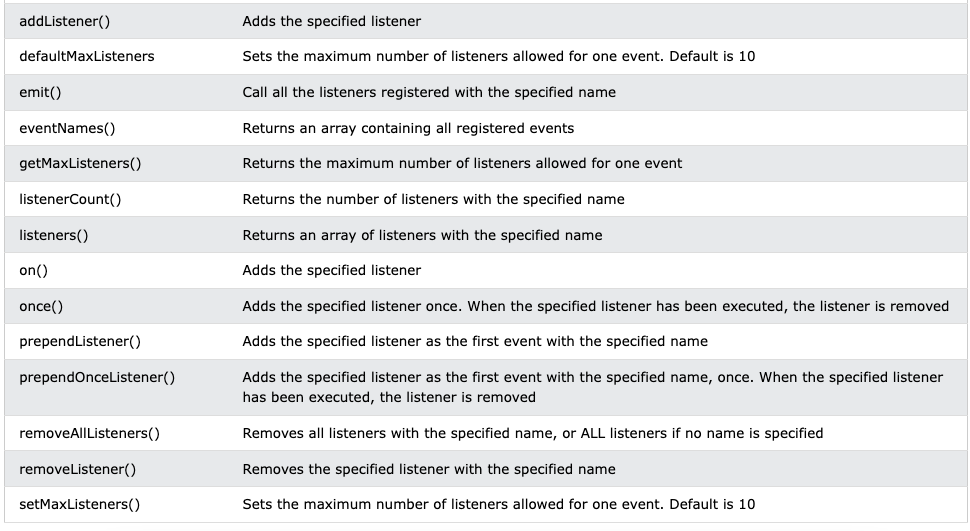 addListener() Adds the specified listener
defaultMaxListeners Sets the maximum number of listeners allowed for one event. Default is 10
emit() Call all the listeners registered with the specified name
eventNames() Returns an array containing all registered events
getMaxListeners() Returns the maximum number of listeners allowed for one event
listenerCount() Returns the number of listeners with the specified name
listeners() Returns an array of listeners with the specified name
on() Adds the specified listener
once() Adds the specified listener once. When the specified listener has been executed, the listener is removed
prependListener() Adds the specified listener as the first event with the specified name
prependOnceListener() Adds the specified listener as the first event with the specified name, once. When the specified listener
has been executed, the listener is removed
removeAllListeners() Removes all listeners with the specified name, or ALL listeners if no name is specified
removeListener() Removes the specified listener with the specified name
setMaxListeners() Sets the maximum number of listeners allowed for one event. Default is 10